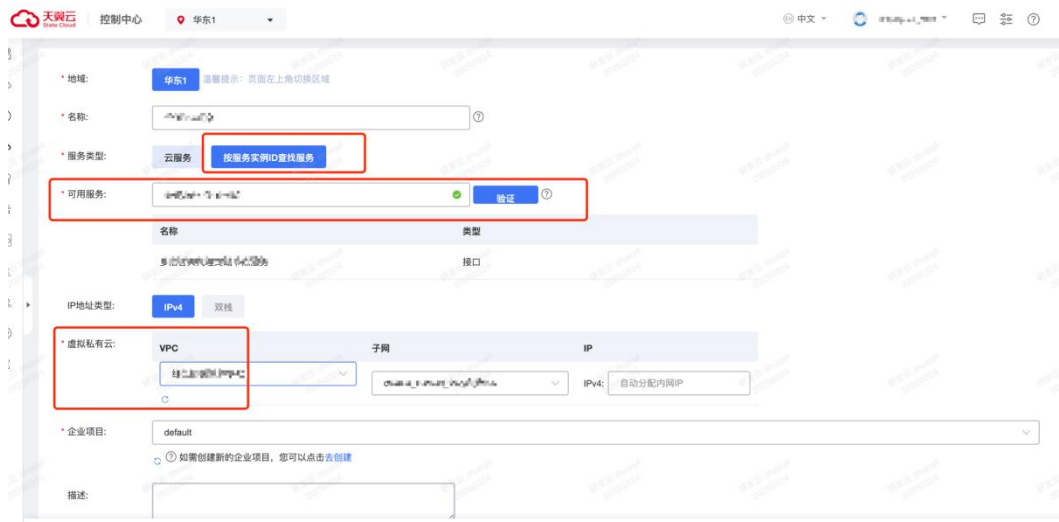 天翼云 控制中心 华东1 中文
State Cloud
* 地域: 华东1 温馨提示：页面左上角切换区域
* 名称:
* 服务类型: 云服务 按服务实例ID查找服务
* 可用服务: 验证
名称 类型
接口
IP地址类型: IPv4 双栈
* 虚拟私有云: VPC 子网 IP
IPv4: 自动分配内网IP
* 企业项目: default
如需创建新的企业项目，您可以点击去创建
描述: